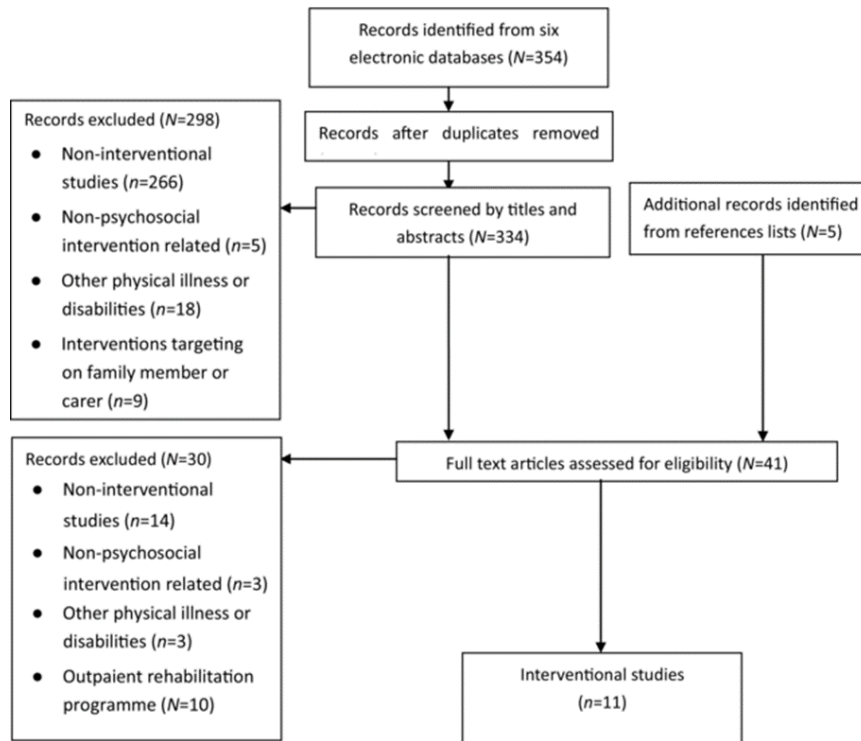 Records identified from six
electronic databases (N=354)
Records after duplicates removed
Records excluded (N=298)
● Non-interventional
studies (n=266)
● Non-psychosocial
intervention related (n=5)
● Other physical illness or
disabilities (n=18)
● Interventions targeting
on family member or
carer (n=9)
Records screened by titles and
abstracts (N=334)
Additional records identified
from references lists (N=5)
Full text articles assessed for eligibility (N=41)
Records excluded (N=30)
● Non-interventional
studies (n=14)
● Non-psychosocial
intervention related (n=3)
● Other physical illness or
disabilities (n=3)
● Outpaient rehabilitation
programme (N=10)
Interventional studies
(n=11)